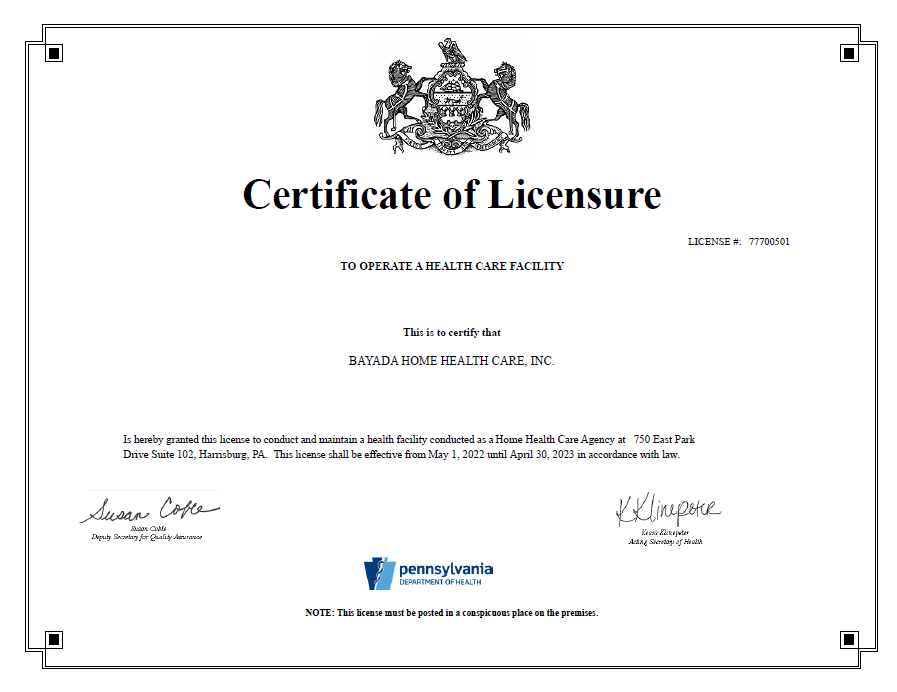 Certificate of Licensure
LICENSE #: 77700501
TO OPERATE A HEALTH CARE FACILITY
This is to certify that
BAYADA HOME HEALTH CARE, INC.
Is hereby granted this license to conduct and maintain a health facility conducted as a Home Health Care Agency at 750 East Park
Drive Suite 102, Harrisburg, PA. This license shall be effective from May 1, 2022 until April 30, 2023 in accordance with law.
Susan Coble
Susan Coble
Deputy Secretary for Quality Assurance
K Klinepeter
Keara Klinepeter
Acting Secretary of Health
pennsylvania
DEPARTMENT OF HEALTH
NOTE: This license must be posted in a conspicuous place on the premises.